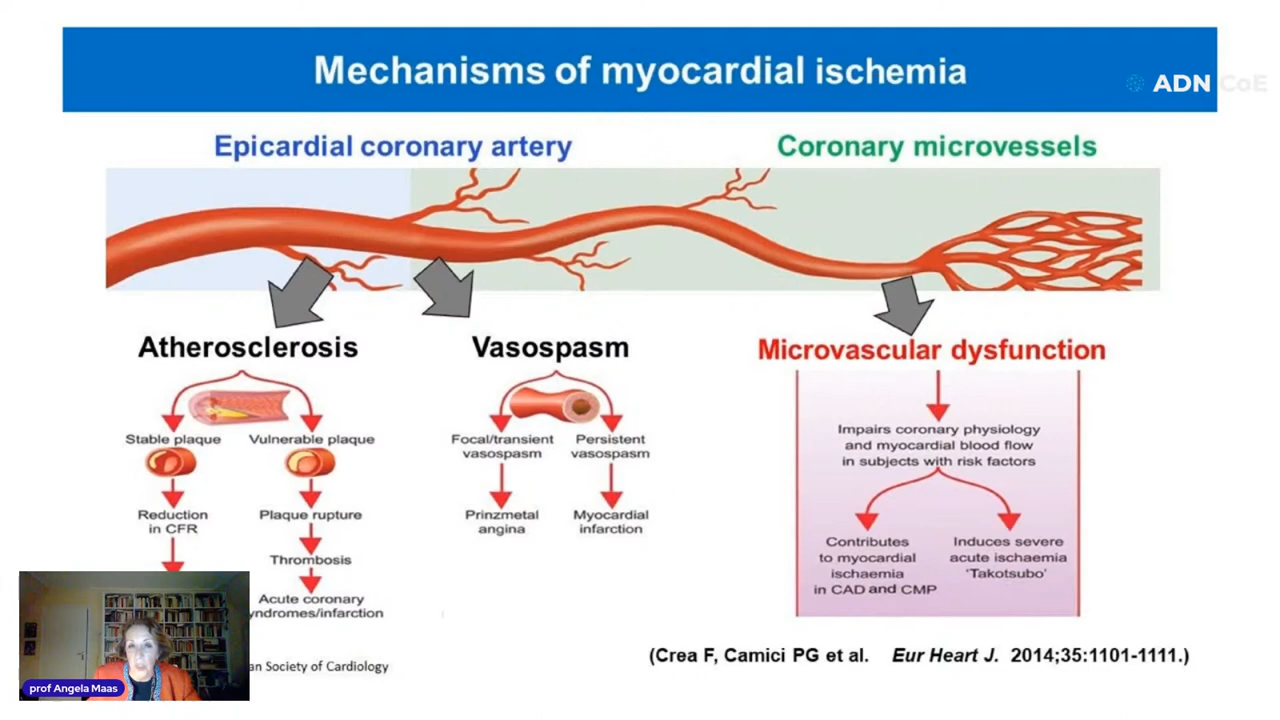 Mechanisms of myocardial ischemia
ADN CoE
Epicardial coronary artery
Coronary microvessels
Atherosclerosis
Vasospasm
Microvascular dysfunction
Stable plaque
Vulnerable plaque
Focal/transient
vasospasm
Persistent
vasospasm
Impairs coronary physiology
and myocardial blood flow
in subjects with risk factors
Reduction
in CFR
Plaque rupture
Prinzmetal
angina
Myocardial
infarction
Thrombosis
Contributes
to myocardial
ischaemia
in CAD and CMP
Induces severe
acute ischaemia
'Takotsubo'
Acute coronary
yndromes/infarction
an Society of Cardiology
(Crea F, Camici PG et al. Eur Heart J. 2014;35:1101-1111.)
prof Angela Maas